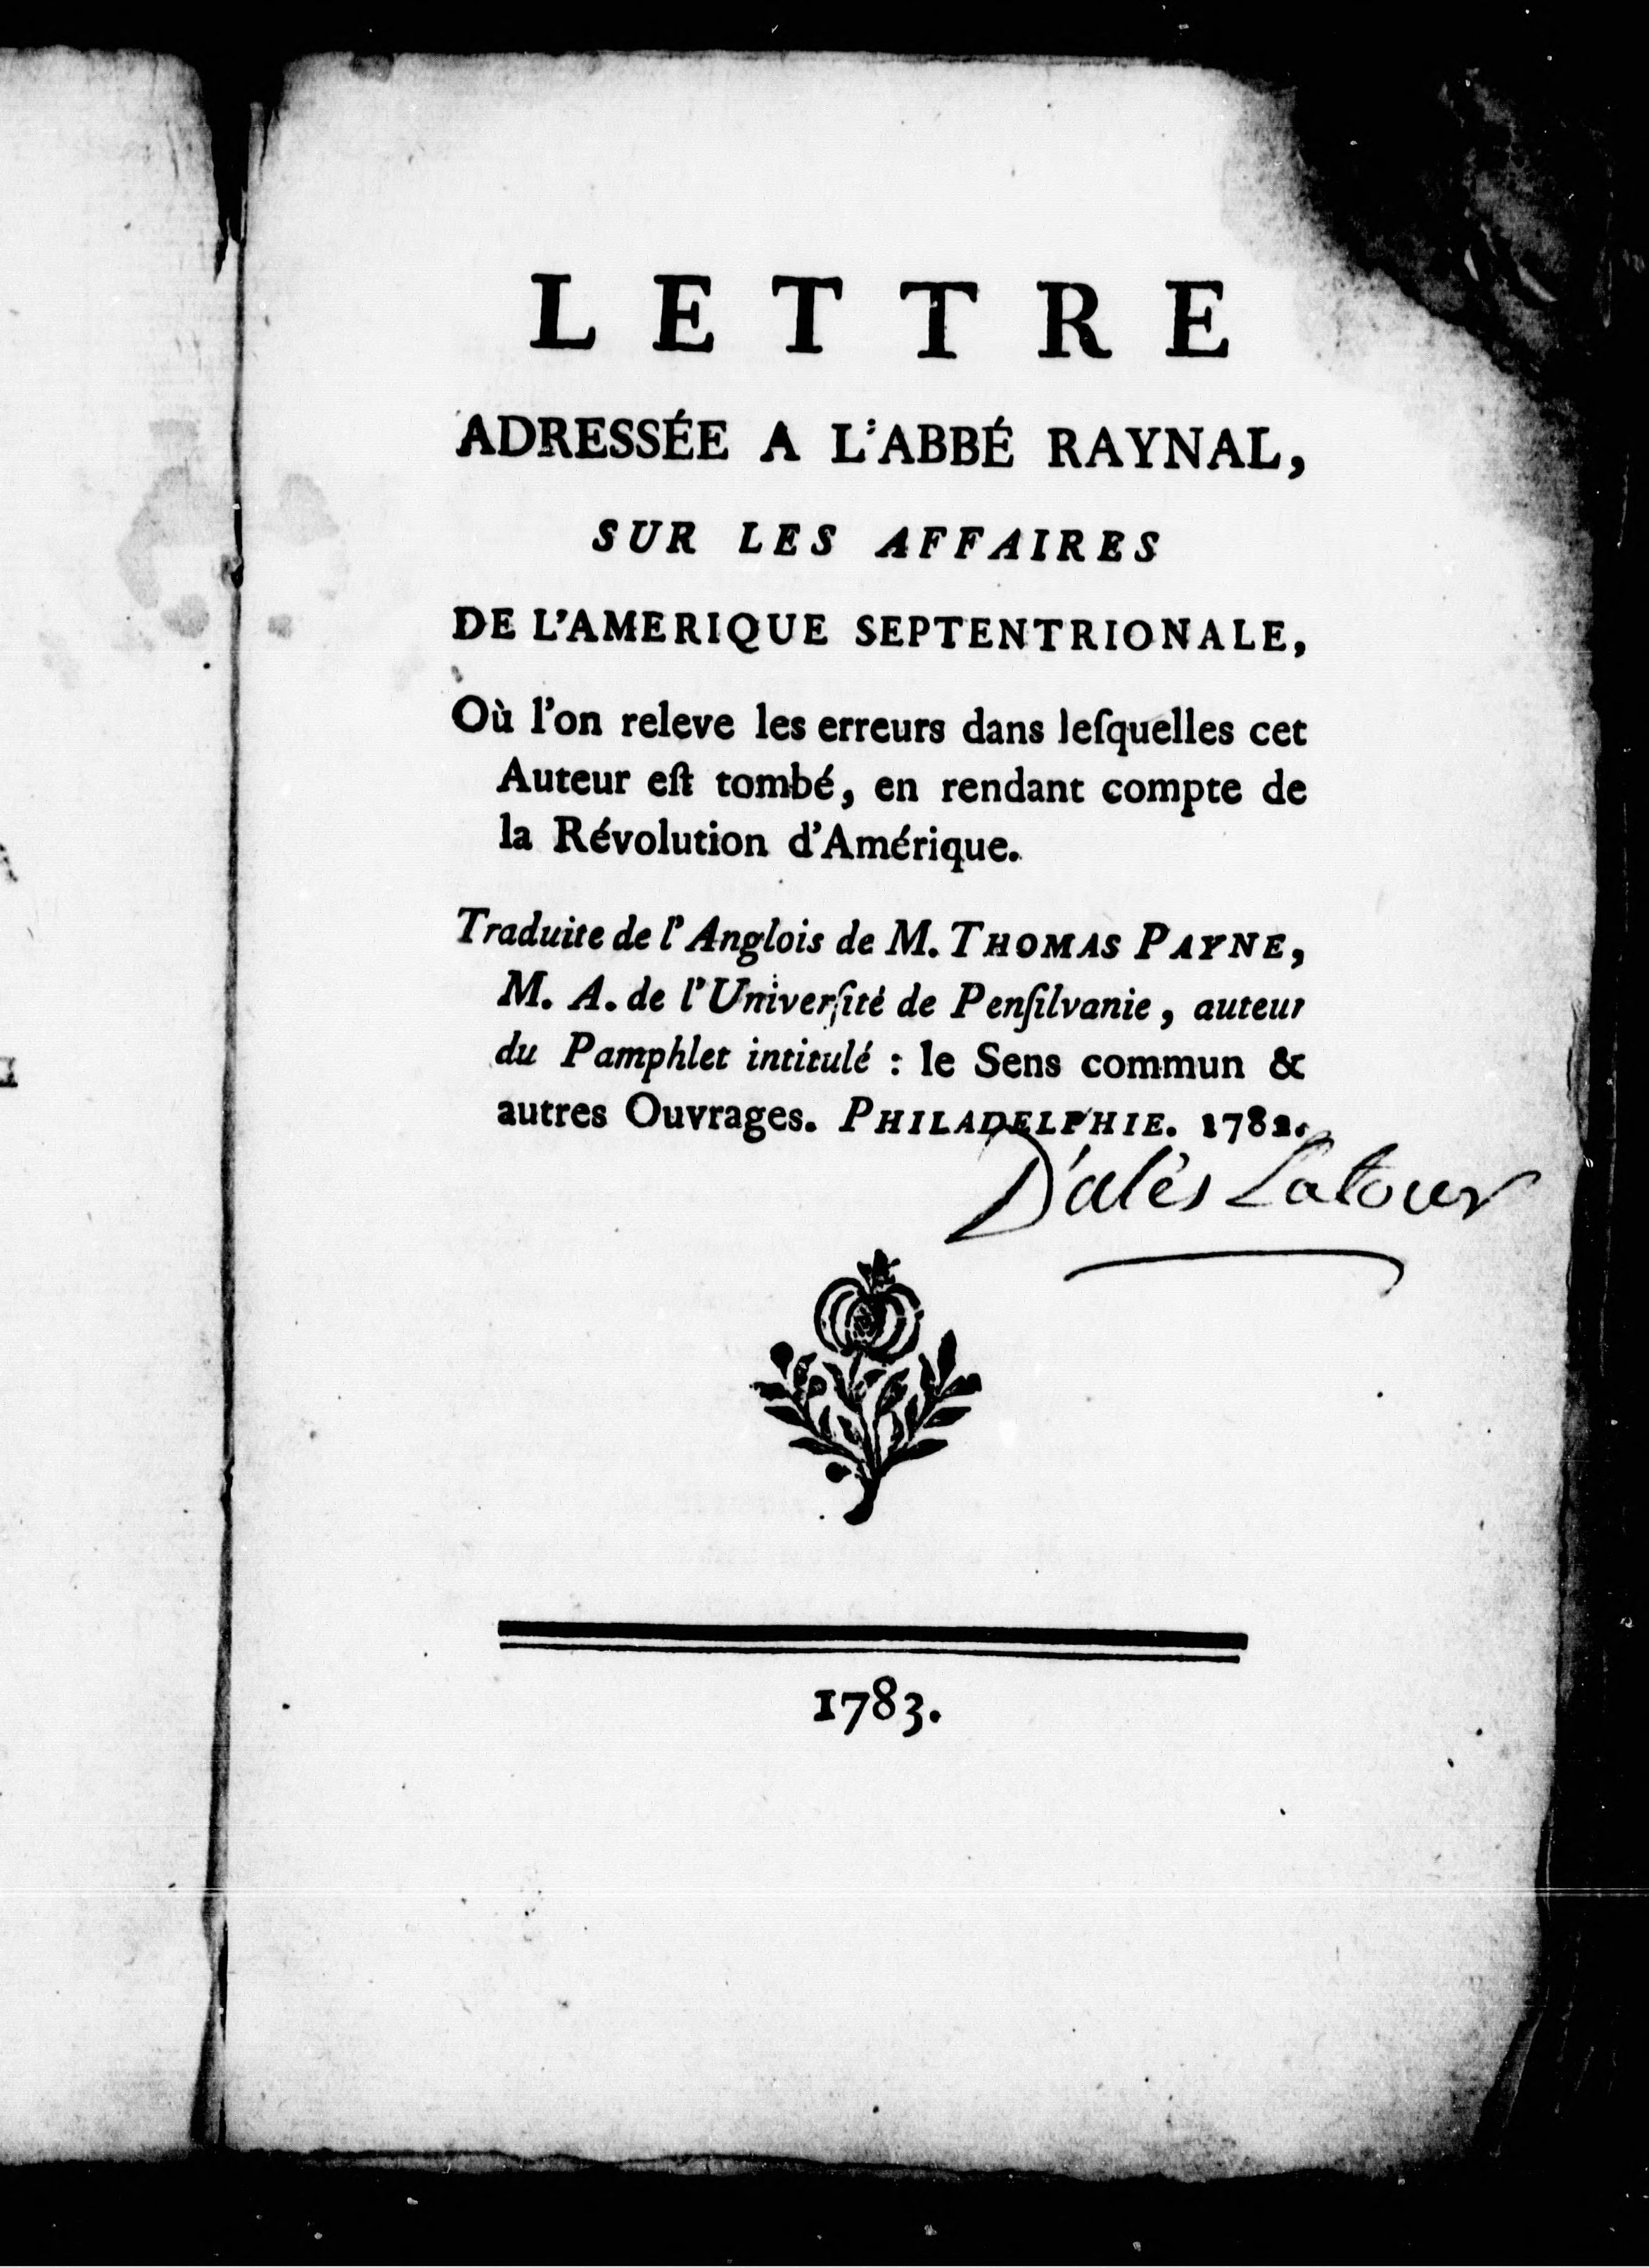 LETTRE
ADRESSÉE A L'ABBÉ RAYNAL,
SUR LES AFFAIRES
DE L'AMERIQUE SEPTENTRIONALE,
Où l'on releve les erreurs dans leſquelles cet
Auteur eſt tombé, en rendant compte de
la Révolution d'Amérique.
Traduite de l'Anglois de M. THOMAS PAYNE,
M. A. de l'Univerſité de Penſilvanie, auteur
du Pamphlet intitulé : le Sens commun &
autres Ouvrages. PHILADELPHIE. 1782.
D'alès Latour
1783.